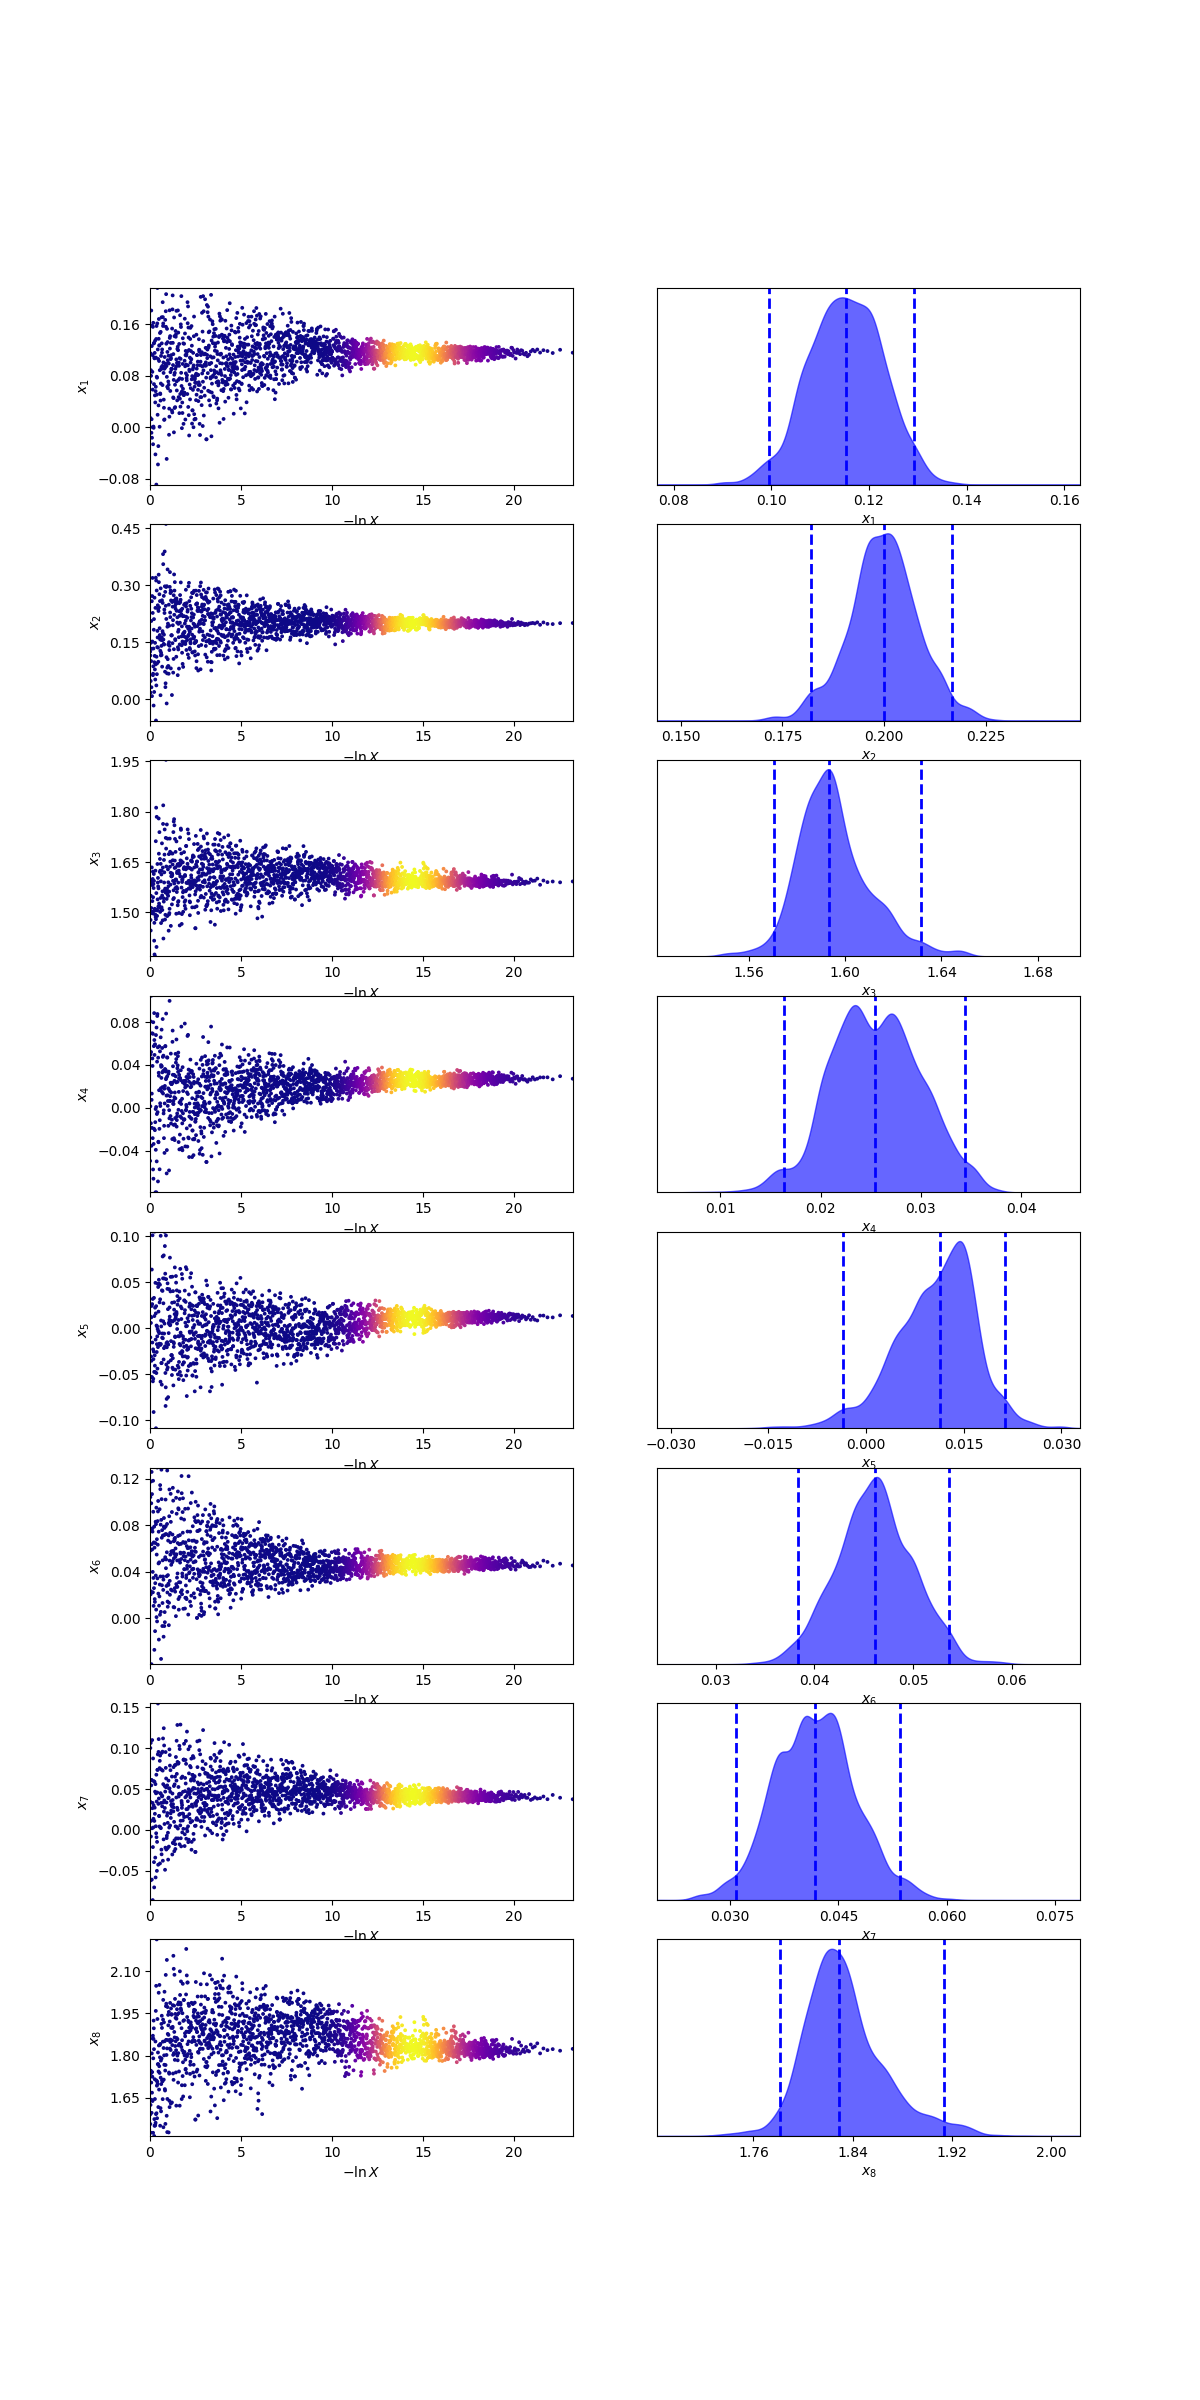 0.16
0.08
0.00
−0.08
x₁
0 5 10 15 20
−ln X
0.08 0.10 0.12 0.14 0.16
x₁
0.45
0.30
0.15
0.00
x₂
0 5 10 15 20
−ln X
0.150 0.175 0.200 0.225
x₂
1.95
1.80
1.65
1.50
x₃
0 5 10 15 20
−ln X
1.56 1.60 1.64 1.68
x₃
0.08
0.04
0.00
−0.04
x₄
0 5 10 15 20
−ln X
0.01 0.02 0.03 0.04
x₄
0.10
0.05
0.00
−0.05
−0.10
x₅
0 5 10 15 20
−ln X
−0.030 −0.015 0.000 0.015 0.030
x₅
0.12
0.08
0.04
0.00
x₆
0 5 10 15 20
−ln X
0.03 0.04 0.05 0.06
x₆
0.15
0.10
0.05
0.00
−0.05
x₇
0 5 10 15 20
−ln X
0.030 0.045 0.060 0.075
x₇
2.10
1.95
1.80
1.65
x₈
0 5 10 15 20
−ln X
1.76 1.84 1.92 2.00
x₈